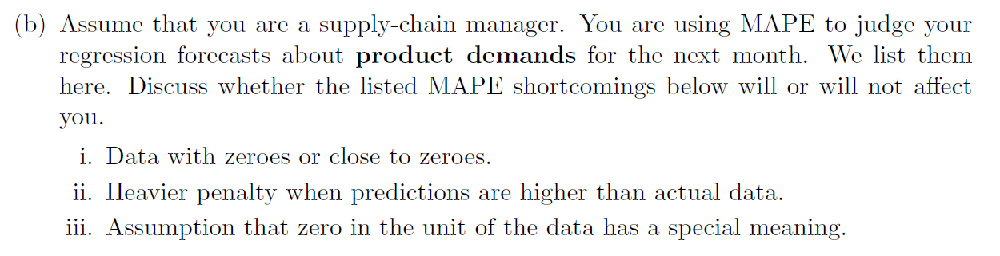 (b) Assume that you are a supply-chain manager. You are using MAPE to judge your
regression forecasts about product demands for the next month. We list them
here. Discuss whether the listed MAPE shortcomings below will or will not affect
you.
i. Data with zeroes or close to zeroes.
ii. Heavier penalty when predictions are higher than actual data.
iii. Assumption that zero in the unit of the data has a special meaning.